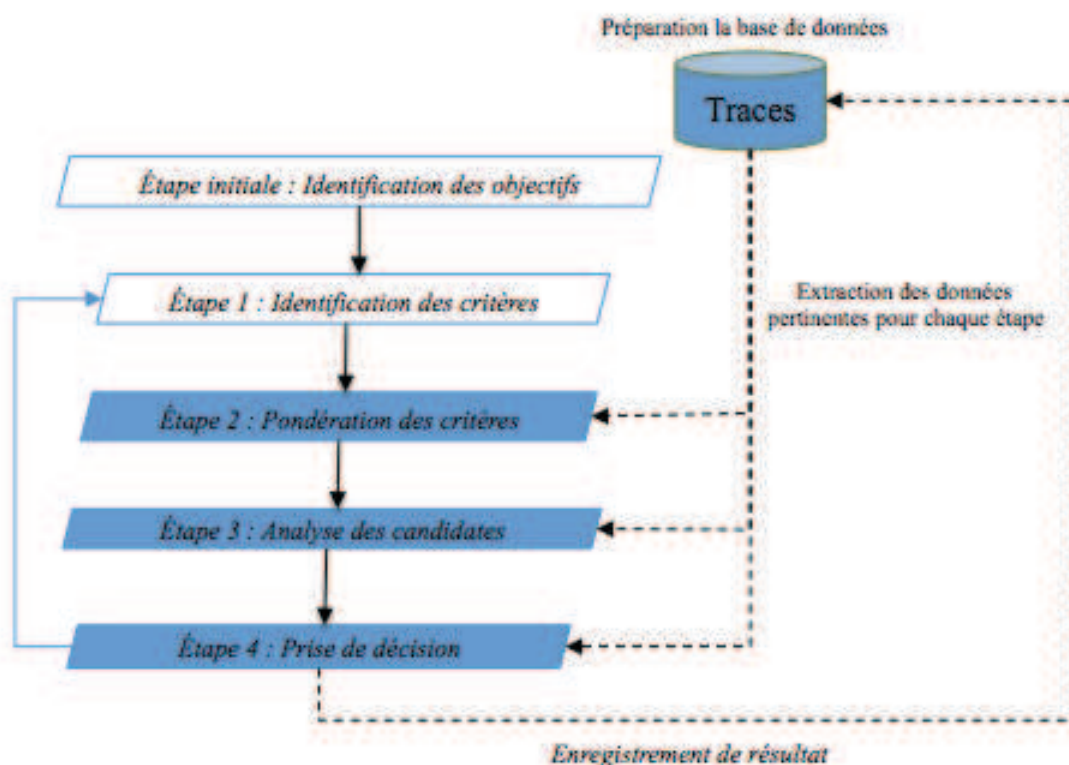 Préparation la base de données
Traces
Étape initiale : Identification des objectifs
Étape 1 : Identification des critères
Extraction des données
pertinentes pour chaque étape
Étape 2 : Pondération des critères
Étape 3 : Analyse des candidates
Étape 4 : Prise de décision
Enregistrement de résultat